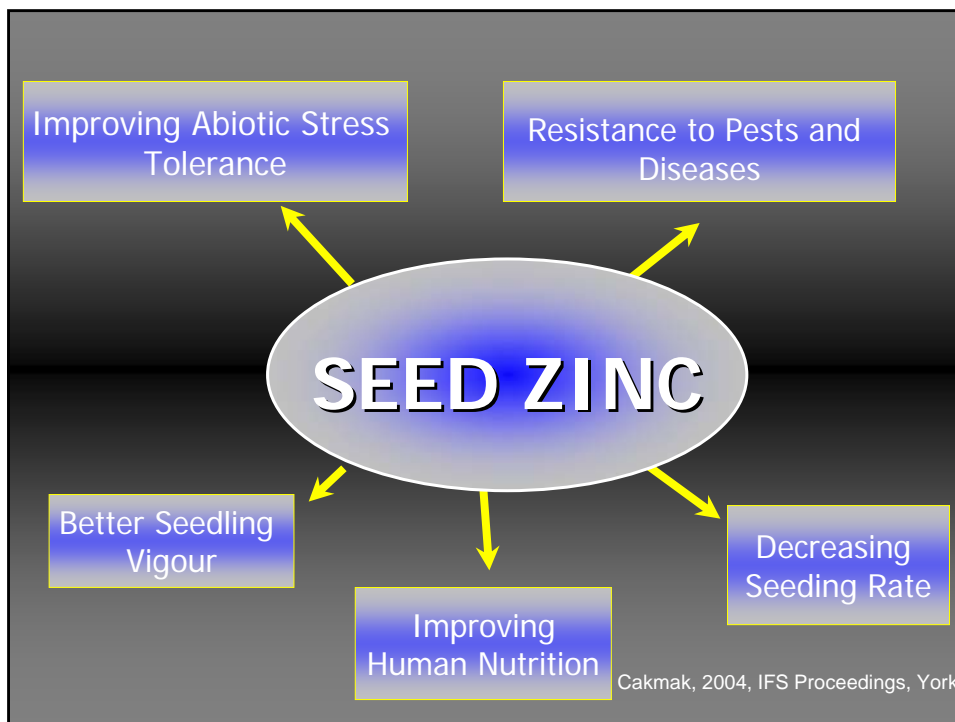 Improving Abiotic Stress
Tolerance
Resistance to Pests and
Diseases
SEED ZINC
Better Seedling
Vigour
Decreasing
Seeding Rate
Improving
Human Nutrition
Cakmak, 2004, IFS Proceedings, York